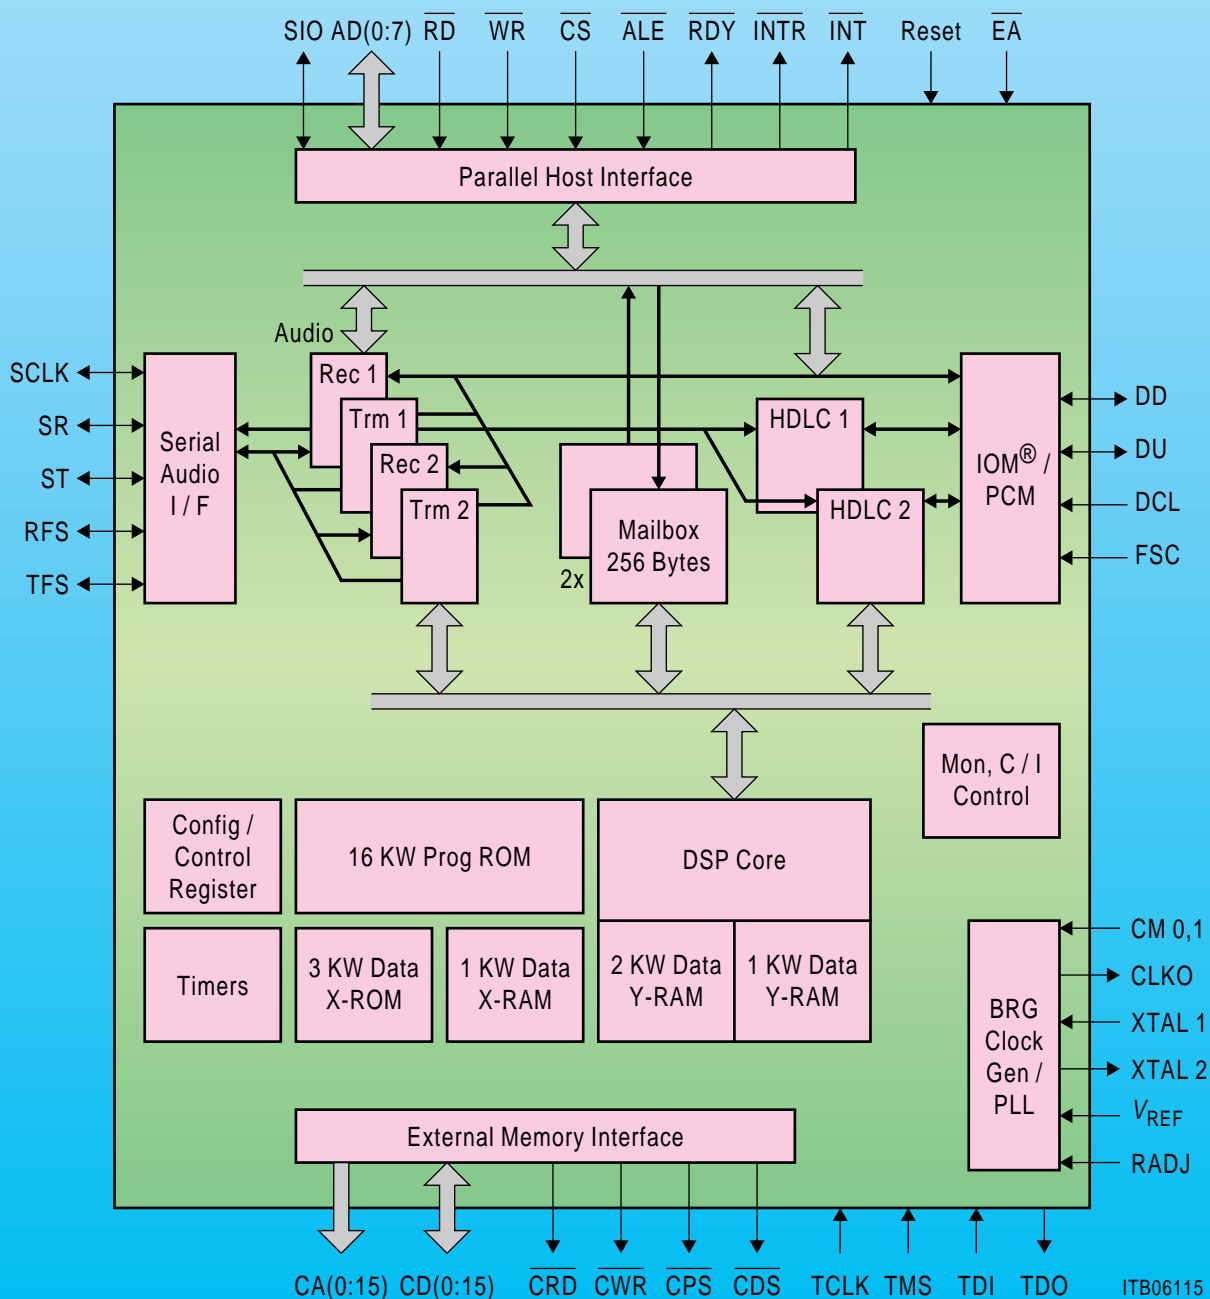 SIO AD(0:7) RD WR CS ALE RDY INTR INT Reset EA
Parallel Host Interface
Audio
SCLK
SR
ST
RFS
TFS
Serial
Audio
I / F
Rec 1
Trm 1
Rec 2
Trm 2
2x
Mailbox
256 Bytes
HDLC 1
HDLC 2
IOM® /
PCM
DD
DU
DCL
FSC
Mon, C / I
Control
Config /
Control
Register
16 KW Prog ROM
DSP Core
Timers
3 KW Data
X-ROM
1 KW Data
X-RAM
2 KW Data
Y-RAM
1 KW Data
Y-RAM
BRG
Clock
Gen /
PLL
CM 0,1
CLKO
XTAL 1
XTAL 2
VREF
RADJ
External Memory Interface
CA(0:15) CD(0:15) CRD CWR CPS CDS TCLK TMS TDI TDO
ITB06115